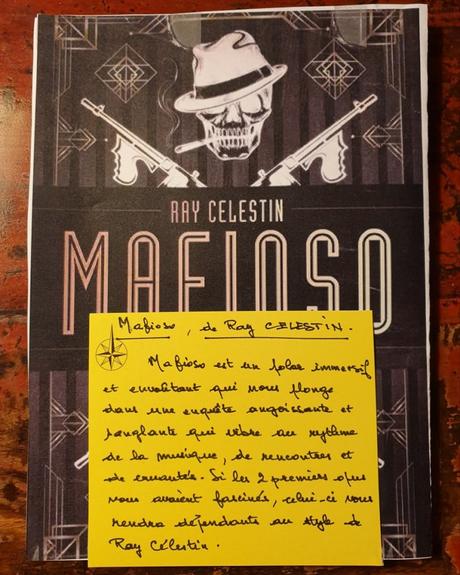 RAY CELESTIN
MAFIOSO
Mafioso, de Ray CELESTIN.
Mafioso est un polar immersif
et envoûtant qui nous plonge
dans une enquête angoissante et
sanglante qui vibre au rythme
de la musique, de rencontres et
de cruautés. Si les 2 premiers opus
nous avaient fascinés, celui-ci vous
rendra dépendants au style de
Ray Célestin.